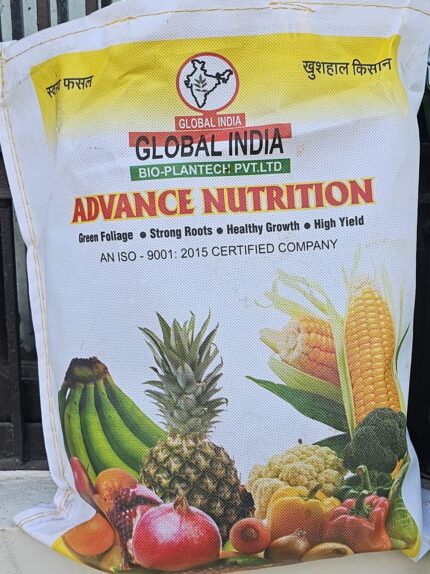 स्वस्थ फसल
खुशहाल किसान
GLOBAL INDIA
GLOBAL INDIA
BIO-PLANTECH PVT.LTD
ADVANCE NUTRITION
Green Foliage ● Strong Roots ● Healthy Growth ● High Yield
AN ISO - 9001: 2015 CERTIFIED COMPANY